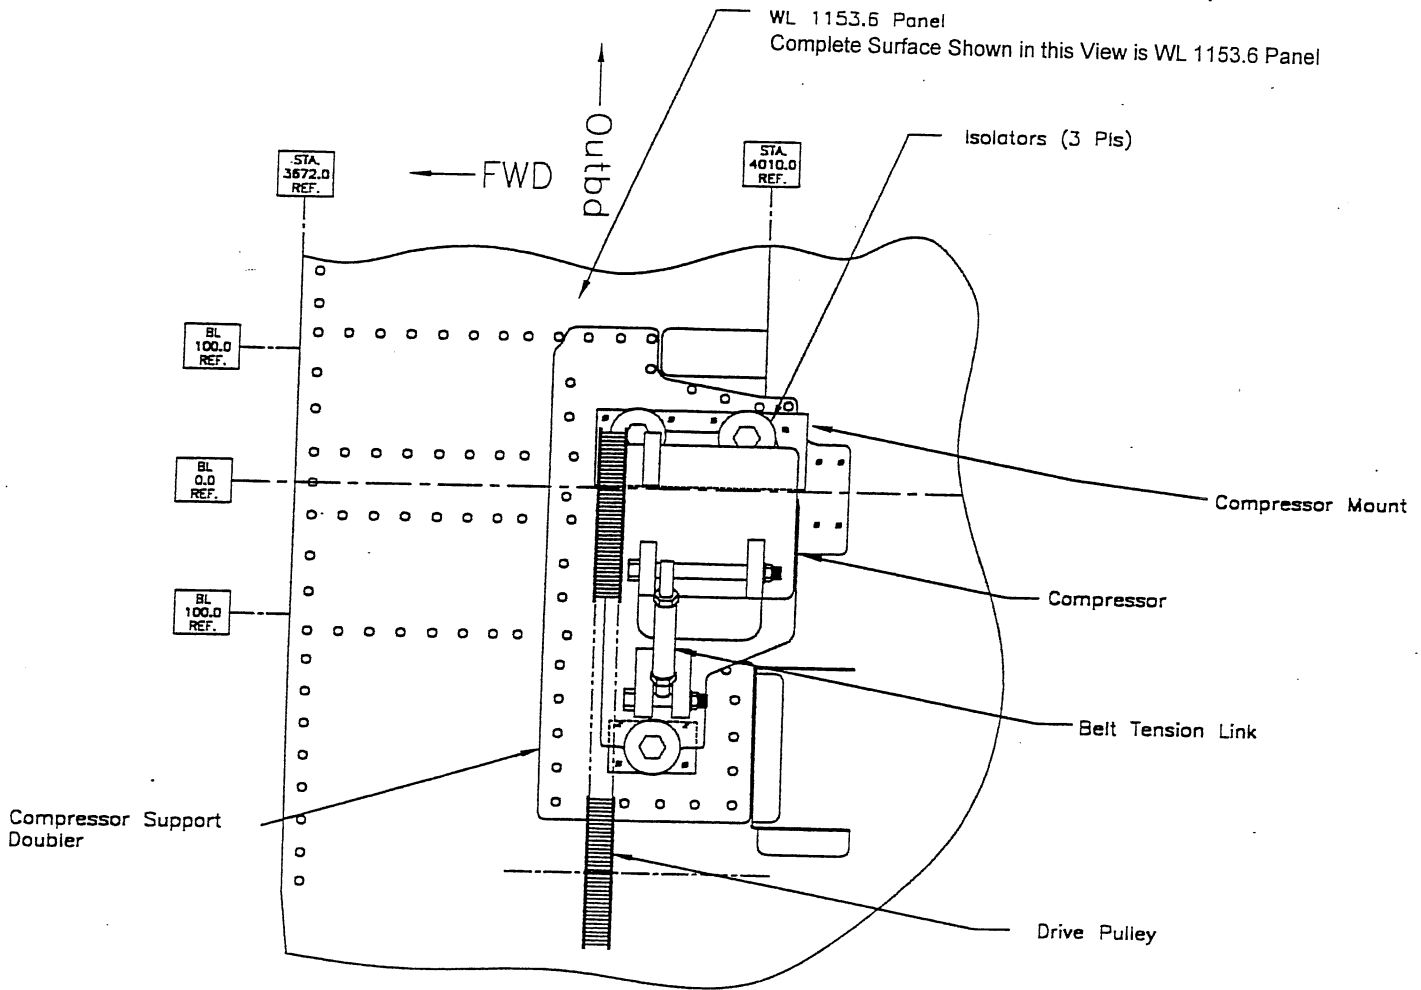 WL 1153.6 Panel
Complete Surface Shown in this View is WL 1153.6 Panel
Outbd
Isolators (3 Pls)
STA.
3672.0
REF.
FWD
STA.
4010.0
REF.
BL
100.0
REF.
BL
0.0
REF.
Compressor Mount
BL
100.0
REF.
Compressor
Belt Tension Link
Compressor Support
Doubler
Drive Pulley